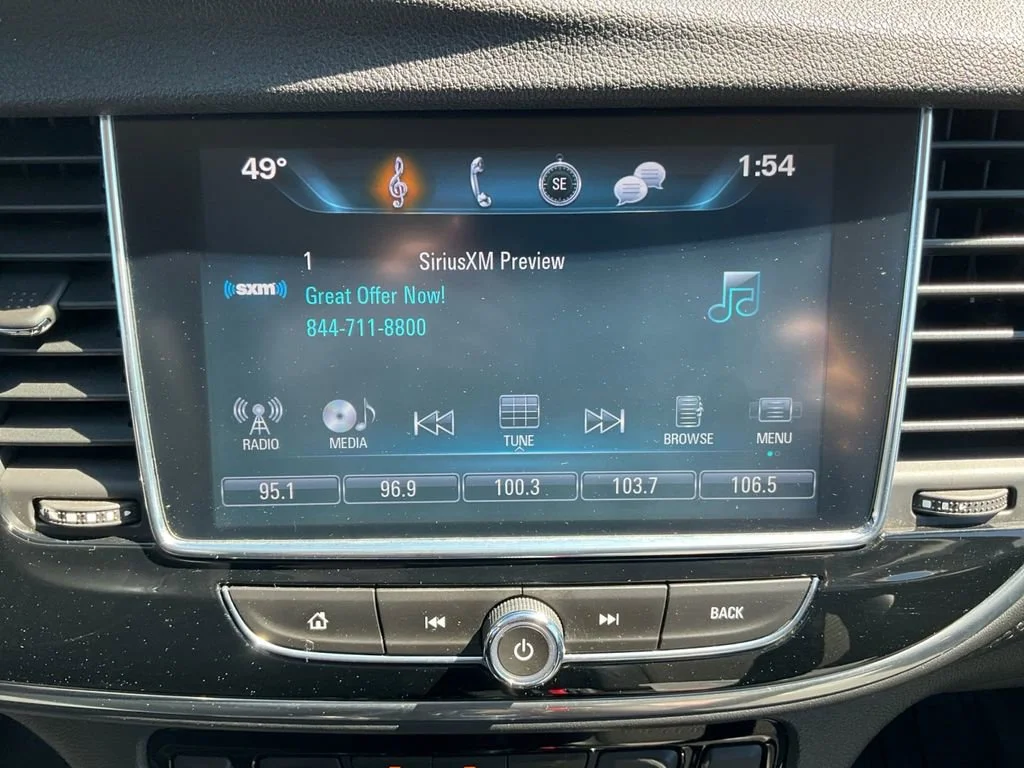 49° SE 1:54
1 SiriusXM Preview
((sxm))
Great Offer Now!
844-711-8800
RADIO MEDIA TUNE BROWSE MENU
95.1 96.9 100.3 103.7 106.5
BACK